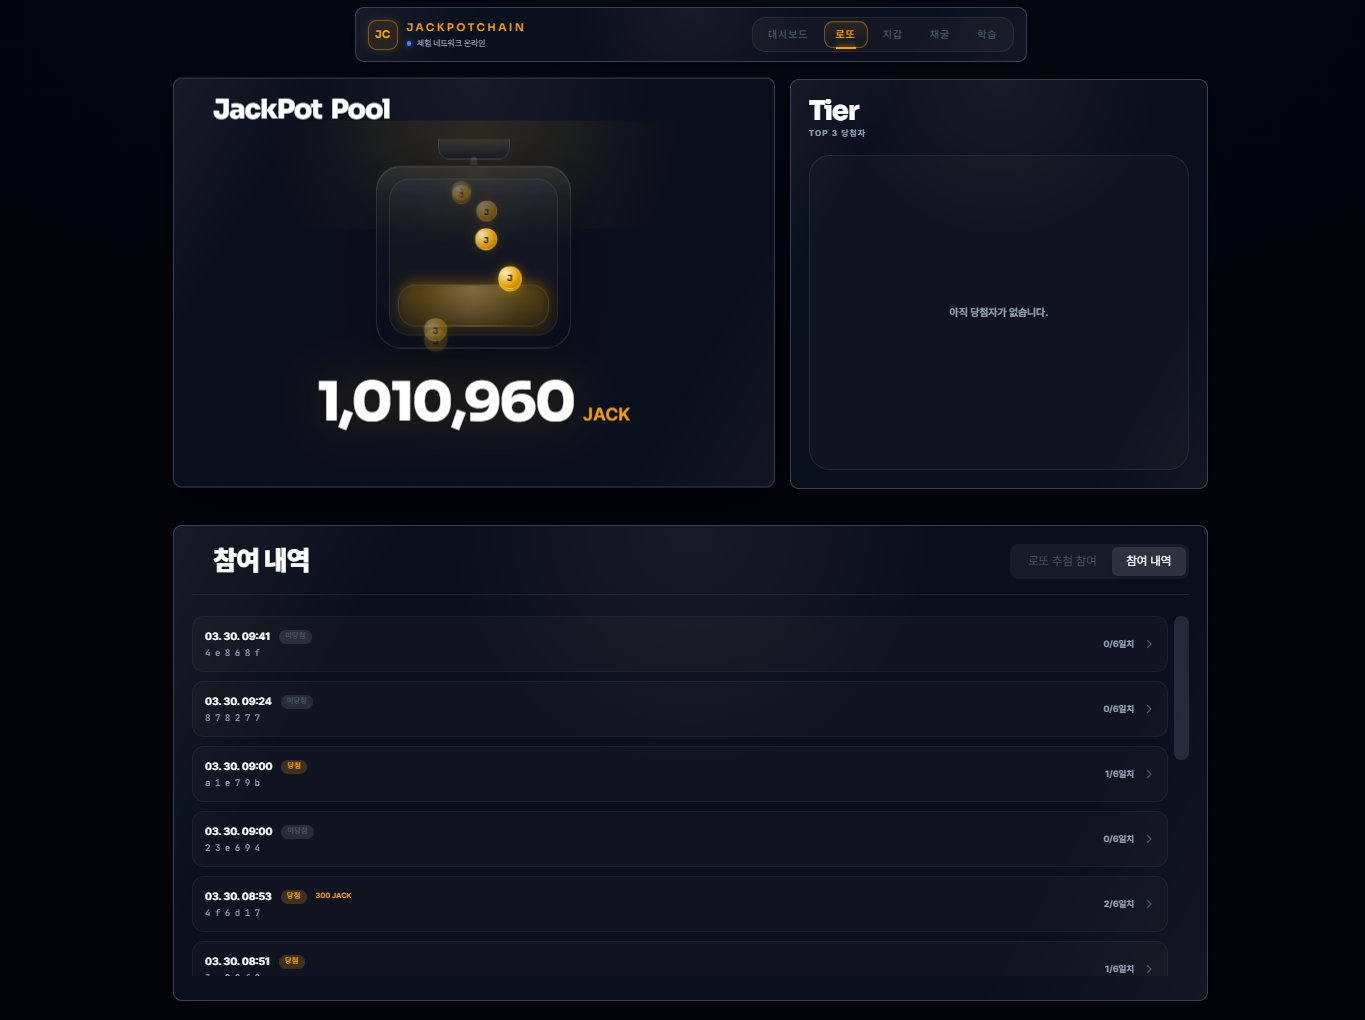 JC
JACKPOTCHAIN
체험 네트워크 온라인
대시보드
로또
지갑
채굴
학습
JackPot Pool
J
J
J
J
J
1,010,960 JACK
Tier
TOP 3 당첨자
아직 당첨자가 없습니다.
참여 내역
로또 추첨 참여
참여 내역
03. 30. 09:41 미당첨
4 e 8 6 8 f
0/6일치
03. 30. 09:24 미당첨
8 7 8 2 7 7
0/6일치
03. 30. 09:00 당첨
a 1 e 7 9 b
1/6일치
03. 30. 09:00 미당첨
2 3 e 6 9 4
0/6일치
03. 30. 08:53 당첨 300 JACK
4 f 6 d 1 7
2/6일치
03. 30. 08:51 당첨
1/6일치